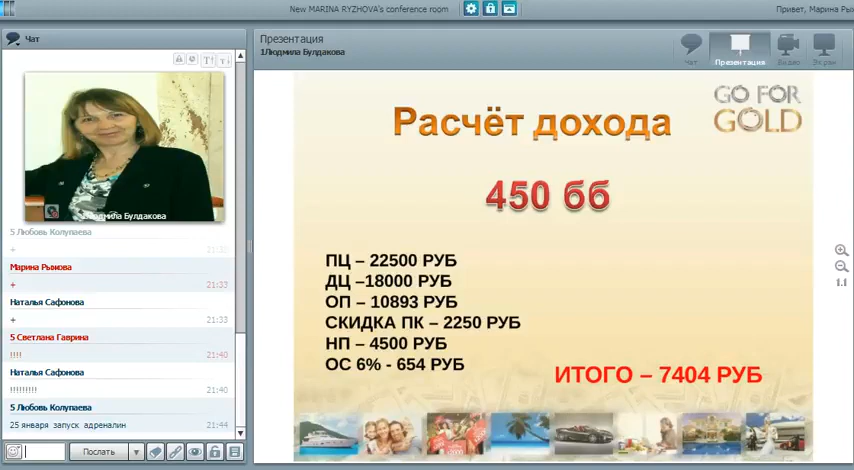 New MARINA RYZHOVA's conference room
Привет, Марина Рыж
Чат
Людмила Булдакова
5 Любовь Колупаева
+ 21:33
Марина Рыжова
+ 21:33
Наталья Сафонова
+ 21:33
5 Светлана Гаврина
!!!! 21:40
Наталья Сафонова
!!!!!!!!! 21:40
5 Любовь Колупаева
25 января запуск адреналин 21:44
Послать
Презентация
1Людмила Булдакова
Чат
Презентация
Видео
Экран
GO FOR
GOLD
Расчёт дохода
450 бб
ПЦ – 22500 РУБ
ДЦ –18000 РУБ
ОП – 10893 РУБ
СКИДКА ПК – 2250 РУБ
НП – 4500 РУБ
ОС 6% - 654 РУБ
ИТОГО – 7404 РУБ
1:1